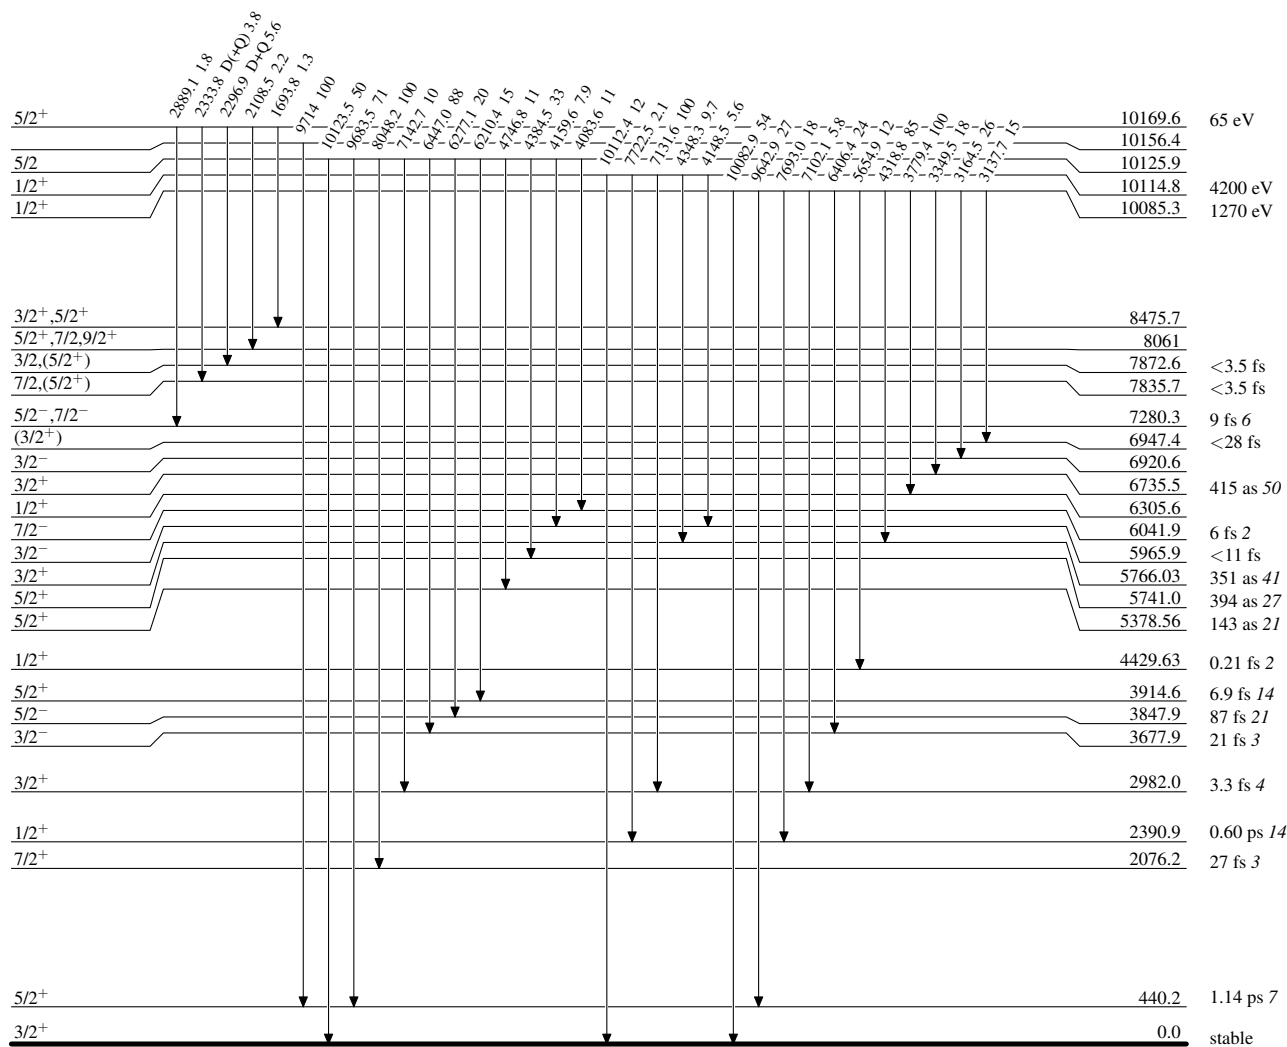 2889.1 1.8
2333.8 D(+Q) 3.8
2296.9 D+Q 5.6
2108.5 2.2
1693.8 1.3
9714 100
10123.5 50
9683.5 71
8048.2 100
7142.7 10
6447.0 88
6277.1 20
6210.4 15
4746.8 11
4384.5 33
4159.6 7.9
4083.6 11
10112.4 12
7722.5 2.1
7131.6 100
4348.3 9.7
4148.5 5.6
10082.9 54
9642.9 27
7693.0 18
7102.1 5.8
6406.4 24
5654.9 12
4318.8 85
3779.4 100
3349.5 18
3164.5 26
3137.7 15
5/2⁺ 10169.6 65 eV
10156.4
5/2 10125.9
1/2⁺ 10114.8 4200 eV
1/2⁺ 10085.3 1270 eV
3/2⁺,5/2⁺ 8475.7
5/2⁺,7/2,9/2⁺ 8061
3/2,(5/2⁺) 7872.6 <3.5 fs
7/2,(5/2⁺) 7835.7 <3.5 fs
5/2⁻,7/2⁻ 7280.3 9 fs 6
(3/2⁺) 6947.4 <28 fs
3/2⁻ 6920.6
3/2⁺ 6735.5 415 as 50
1/2⁺ 6305.6
7/2⁻ 6041.9 6 fs 2
3/2⁻ 5965.9 <11 fs
3/2⁺ 5766.03 351 as 41
5/2⁺ 5741.0 394 as 27
5/2⁺ 5378.56 143 as 21
1/2⁺ 4429.63 0.21 fs 2
5/2⁺ 3914.6 6.9 fs 14
5/2⁻ 3847.9 87 fs 21
3/2⁻ 3677.9 21 fs 3
3/2⁺ 2982.0 3.3 fs 4
1/2⁺ 2390.9 0.60 ps 14
7/2⁺ 2076.2 27 fs 3
5/2⁺ 440.2 1.14 ps 7
3/2⁺ 0.0 stable